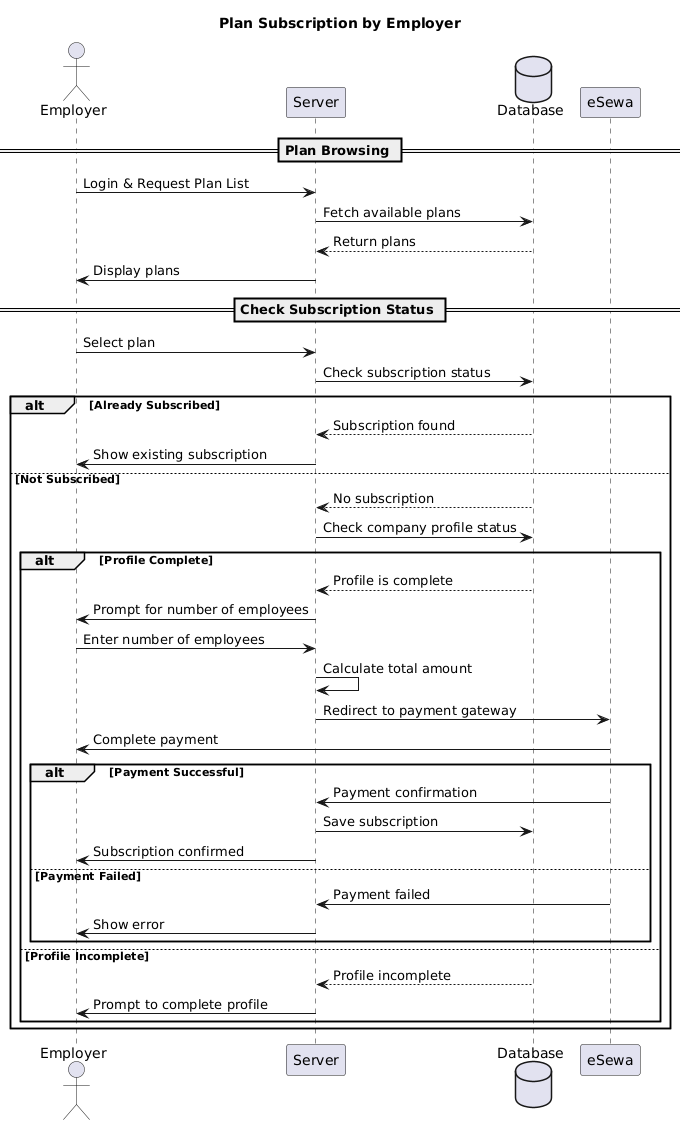 Plan Subscription by Employer
Employer
Server
Database
eSewa
Plan Browsing
Login & Request Plan List
Fetch available plans
Return plans
Display plans
Check Subscription Status
Select plan
Check subscription status
alt [Already Subscribed]
Subscription found
Show existing subscription
[Not Subscribed]
No subscription
Check company profile status
alt [Profile Complete]
Profile is complete
Prompt for number of employees
Enter number of employees
Calculate total amount
Redirect to payment gateway
Complete payment
alt [Payment Successful]
Payment confirmation
Save subscription
Subscription confirmed
[Payment Failed]
Payment failed
Show error
[Profile Incomplete]
Profile incomplete
Prompt to complete profile
Employer
Server
Database
eSewa